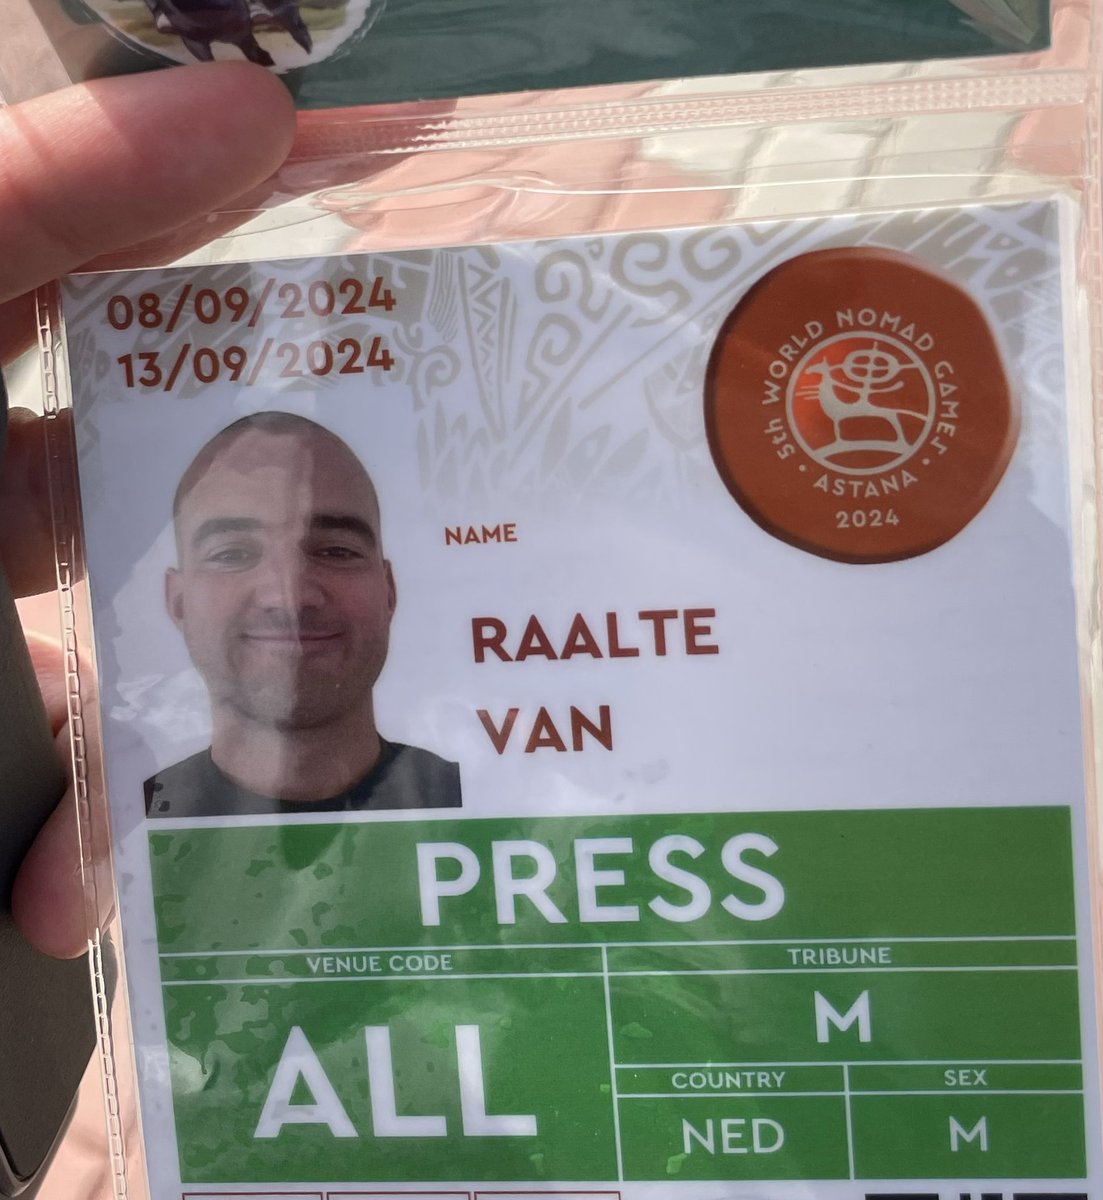 08/09/2024
13/09/2024
5th WORLD NOMAD GAMES
• ASTANA •
2024
NAME
RAALTE
VAN
PRESS
VENUE CODE
TRIBUNE
ALL
M
COUNTRY
SEX
NED
M